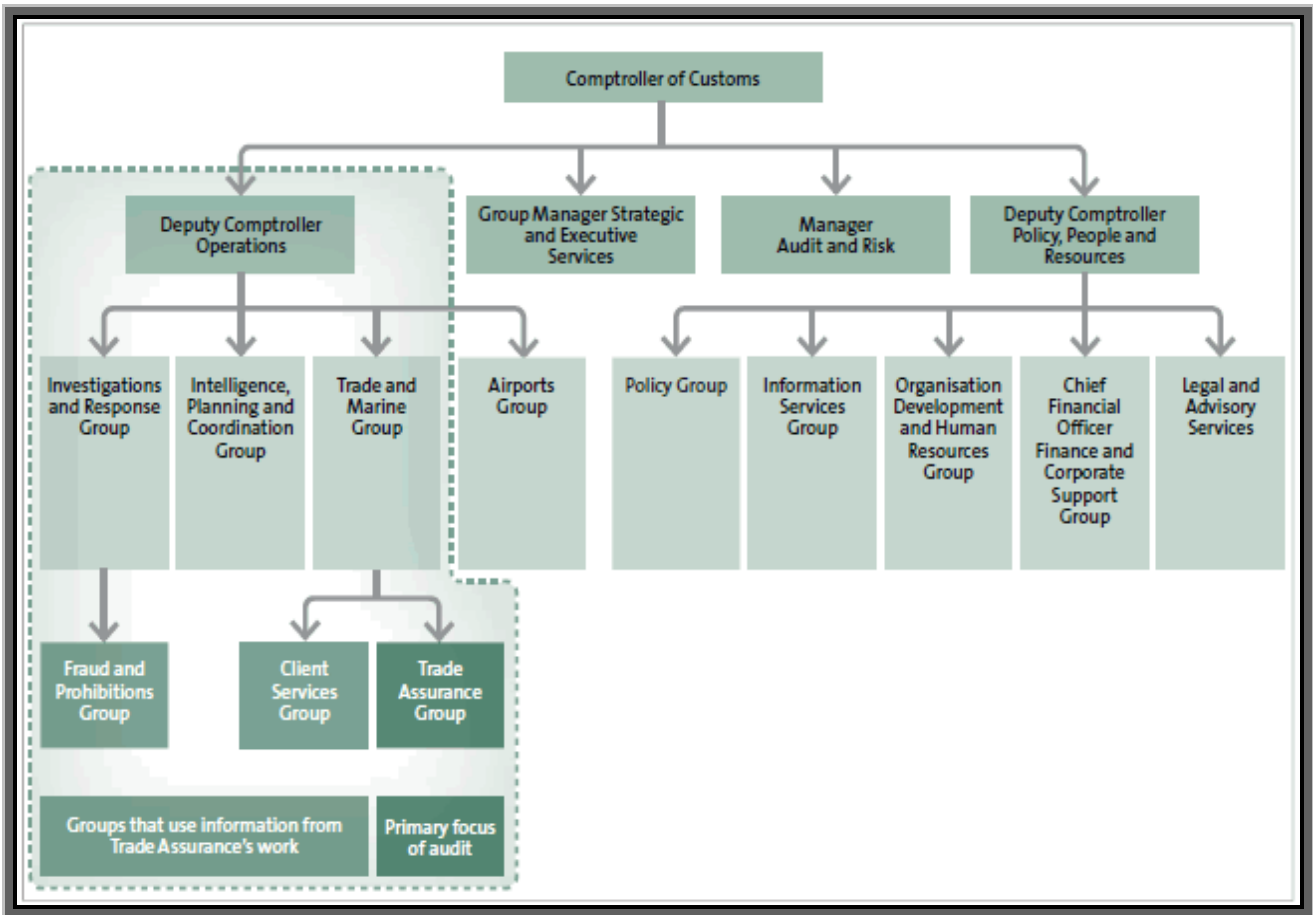 Comptroller of Customs
Deputy Comptroller
Operations
Group Manager Strategic
and Executive
Services
Manager
Audit and Risk
Deputy Comptroller
Policy, People and
Resources
Investigations
and Response
Group
Intelligence,
Planning and
Coordination
Group
Trade and
Marine
Group
Airports
Group
Policy Group
Information
Services
Group
Organisation
Development
and Human
Resources
Group
Chief
Financial
Officer
Finance and
Corporate
Support
Group
Legal and
Advisory
Services
Fraud and
Prohibitions
Group
Client
Services
Group
Trade
Assurance
Group
Groups that use information from
Trade Assurance's work
Primary focus
of audit